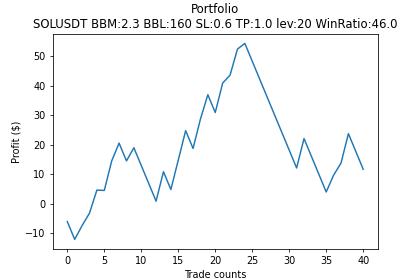 Portfolio
SOLUSDT BBM:2.3 BBL:160 SL:0.6 TP:1.0 lev:20 WinRatio:46.0
Profit ($)
50
40
30
20
10
0
−10
0 5 10 15 20 25 30 35 40
Trade counts